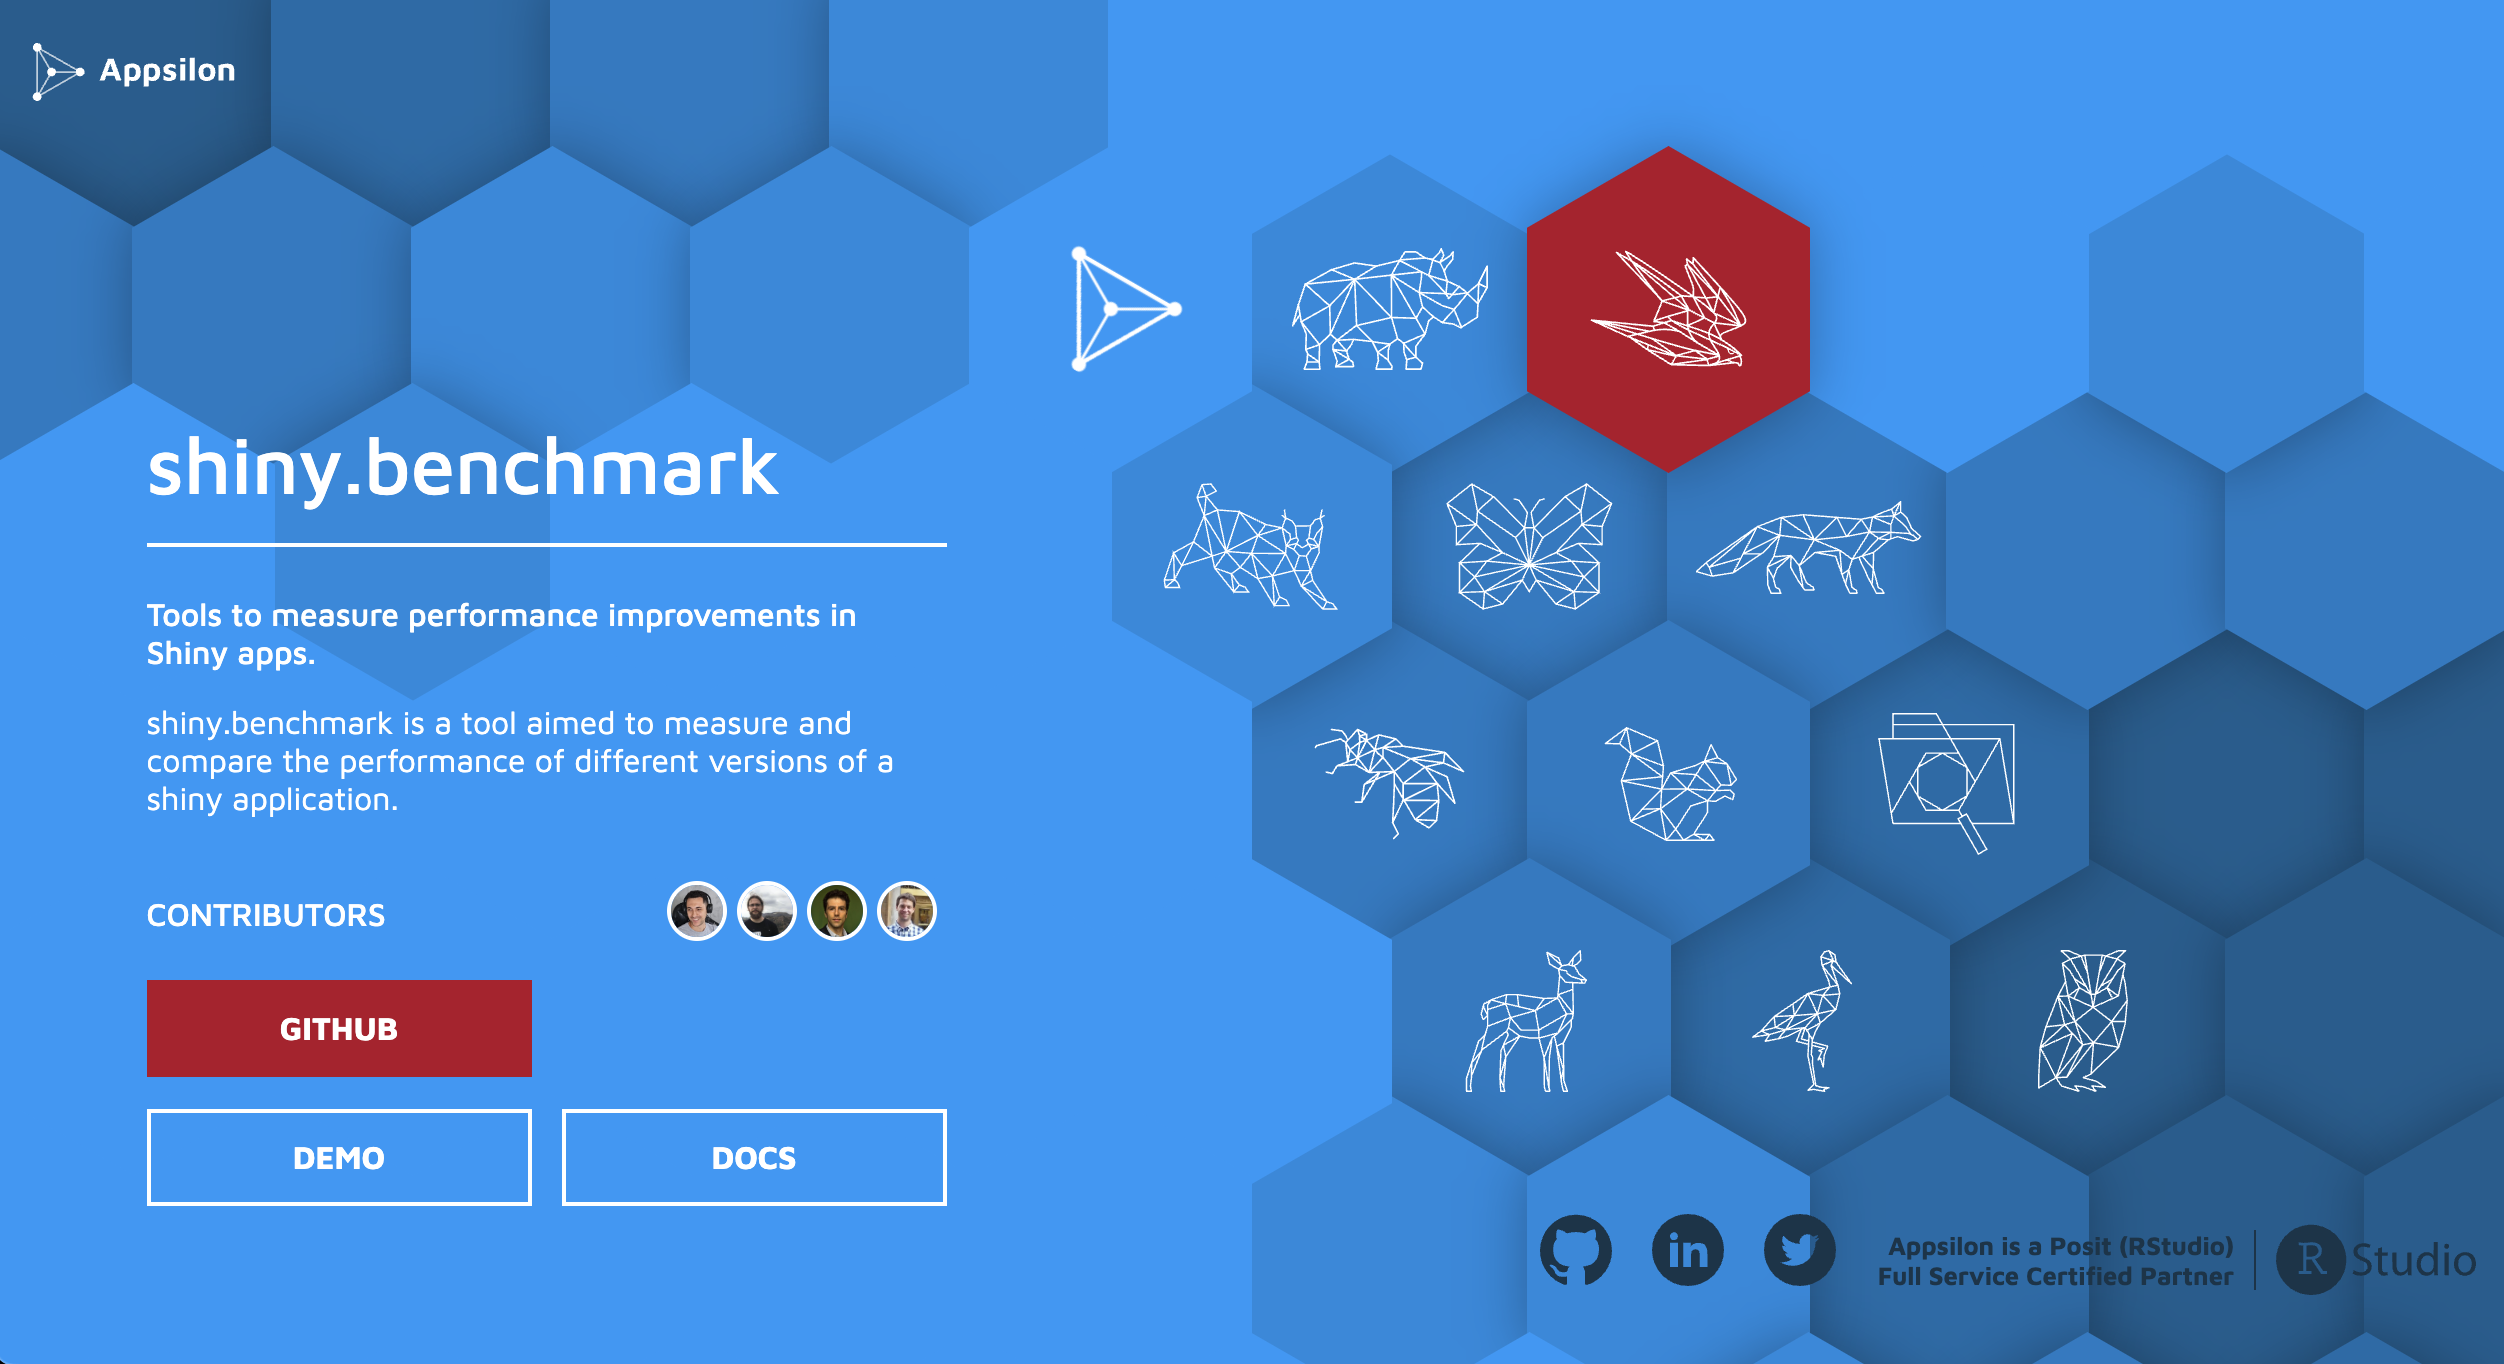 Appsilon
shiny.benchmark
Tools to measure performance improvements in
Shiny apps.
shiny.benchmark is a tool aimed to measure and
compare the performance of different versions of a
shiny application.
CONTRIBUTORS
GITHUB
DEMO
DOCS
in
Appsilon is a Posit (RStudio)
Full Service Certified Partner
R Studio